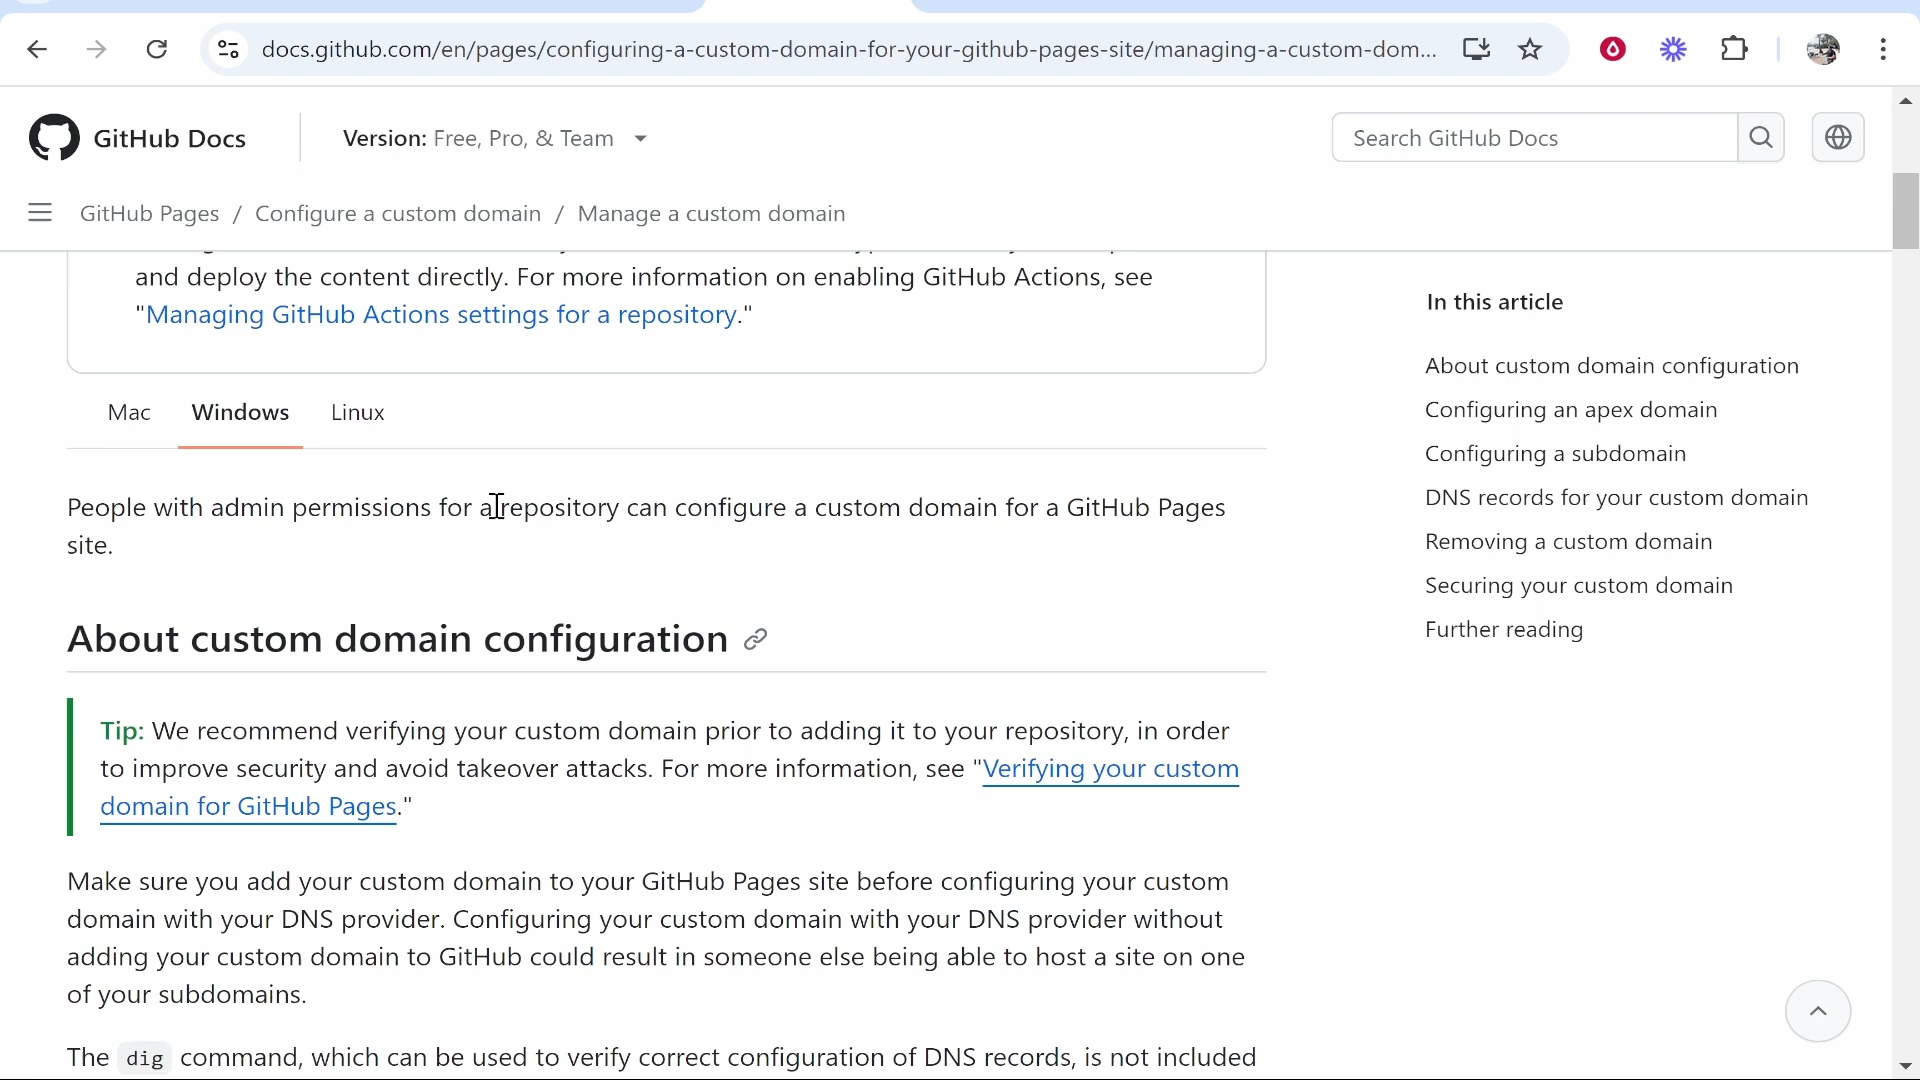 docs.github.com/en/pages/configuring-a-custom-domain-for-your-github-pages-site/managing-a-custom-dom...
GitHub Docs
Version: Free, Pro, & Team
Search GitHub Docs
GitHub Pages / Configure a custom domain / Manage a custom domain
and deploy the content directly. For more information on enabling GitHub Actions, see
"Managing GitHub Actions settings for a repository."
Mac Windows Linux
People with admin permissions for a repository can configure a custom domain for a GitHub Pages
site.
About custom domain configuration
Tip: We recommend verifying your custom domain prior to adding it to your repository, in order
to improve security and avoid takeover attacks. For more information, see "Verifying your custom
domain for GitHub Pages."
Make sure you add your custom domain to your GitHub Pages site before configuring your custom
domain with your DNS provider. Configuring your custom domain with your DNS provider without
adding your custom domain to GitHub could result in someone else being able to host a site on one
of your subdomains.
The dig command, which can be used to verify correct configuration of DNS records, is not included
In this article
About custom domain configuration
Configuring an apex domain
Configuring a subdomain
DNS records for your custom domain
Removing a custom domain
Securing your custom domain
Further reading